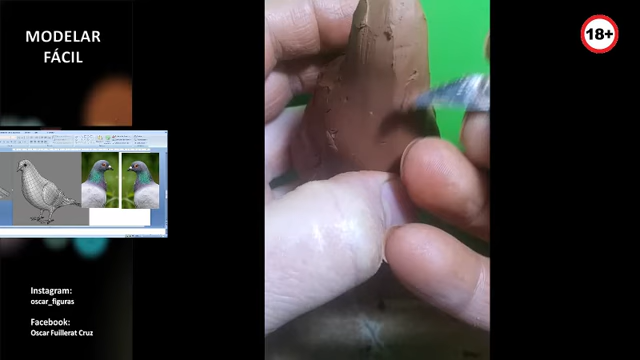 MODELAR
FÁCIL
18+
Instagram:
oscar_figuras
Facebook:
Oscar Fuillerat Cruz